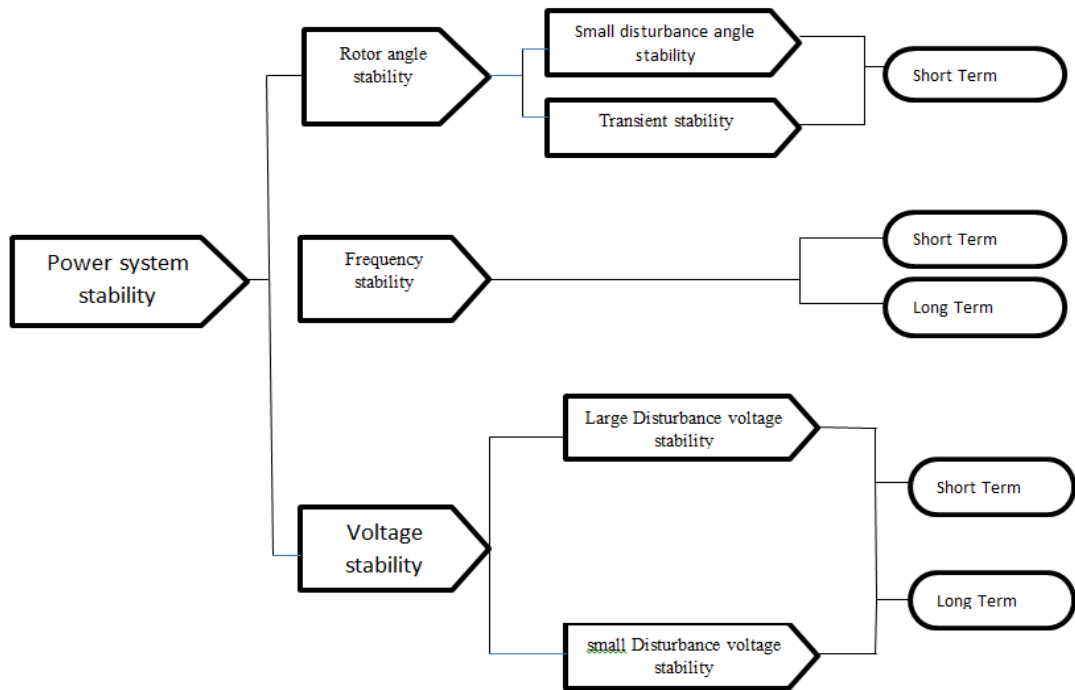 Power system
stability
Rotor angle
stability
Small disturbance angle
stability
Transient stability
Short Term
Frequency
stability
Short Term
Long Term
Voltage
stability
Large Disturbance voltage
stability
small Disturbance voltage
stability
Short Term
Long Term